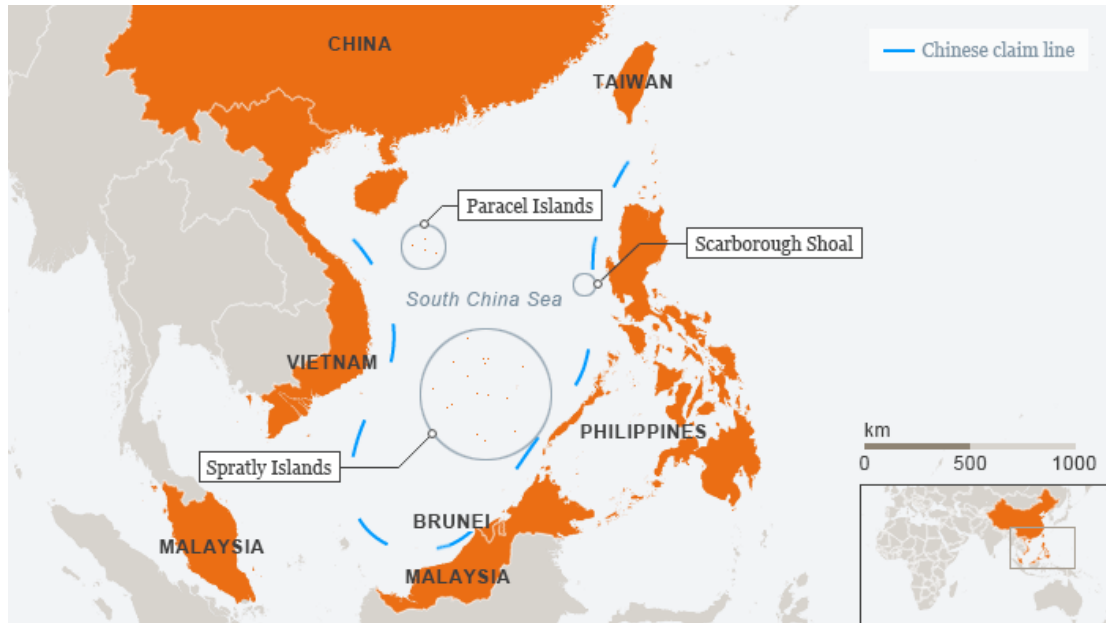 CHINA
Chinese claim line
TAIWAN
Paracel Islands
Scarborough Shoal
South China Sea
VIETNAM
PHILIPPINES
km
0 500 1000
Spratly Islands
BRUNEI
MALAYSIA
MALAYSIA